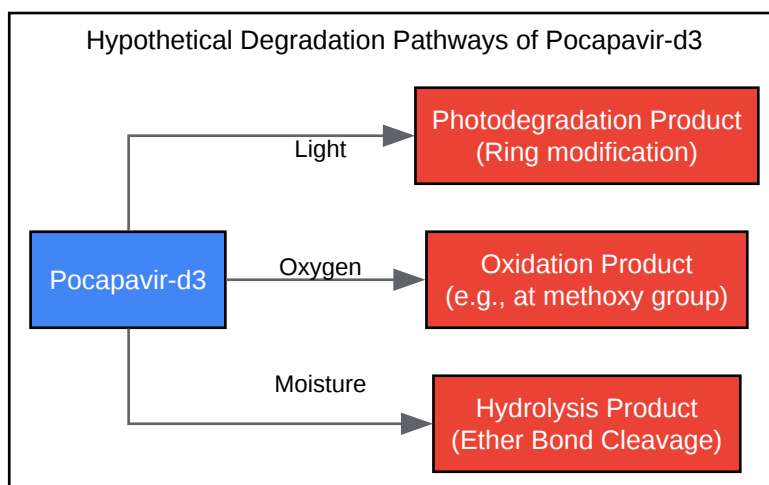 Hypothetical Degradation Pathways of Pocapavir-d3
Photodegradation Product
(Ring modification)
Light
Pocapavir-d3
Oxygen
Oxidation Product
(e.g., at methoxy group)
Moisture
Hydrolysis Product
(Ether Bond Cleavage)